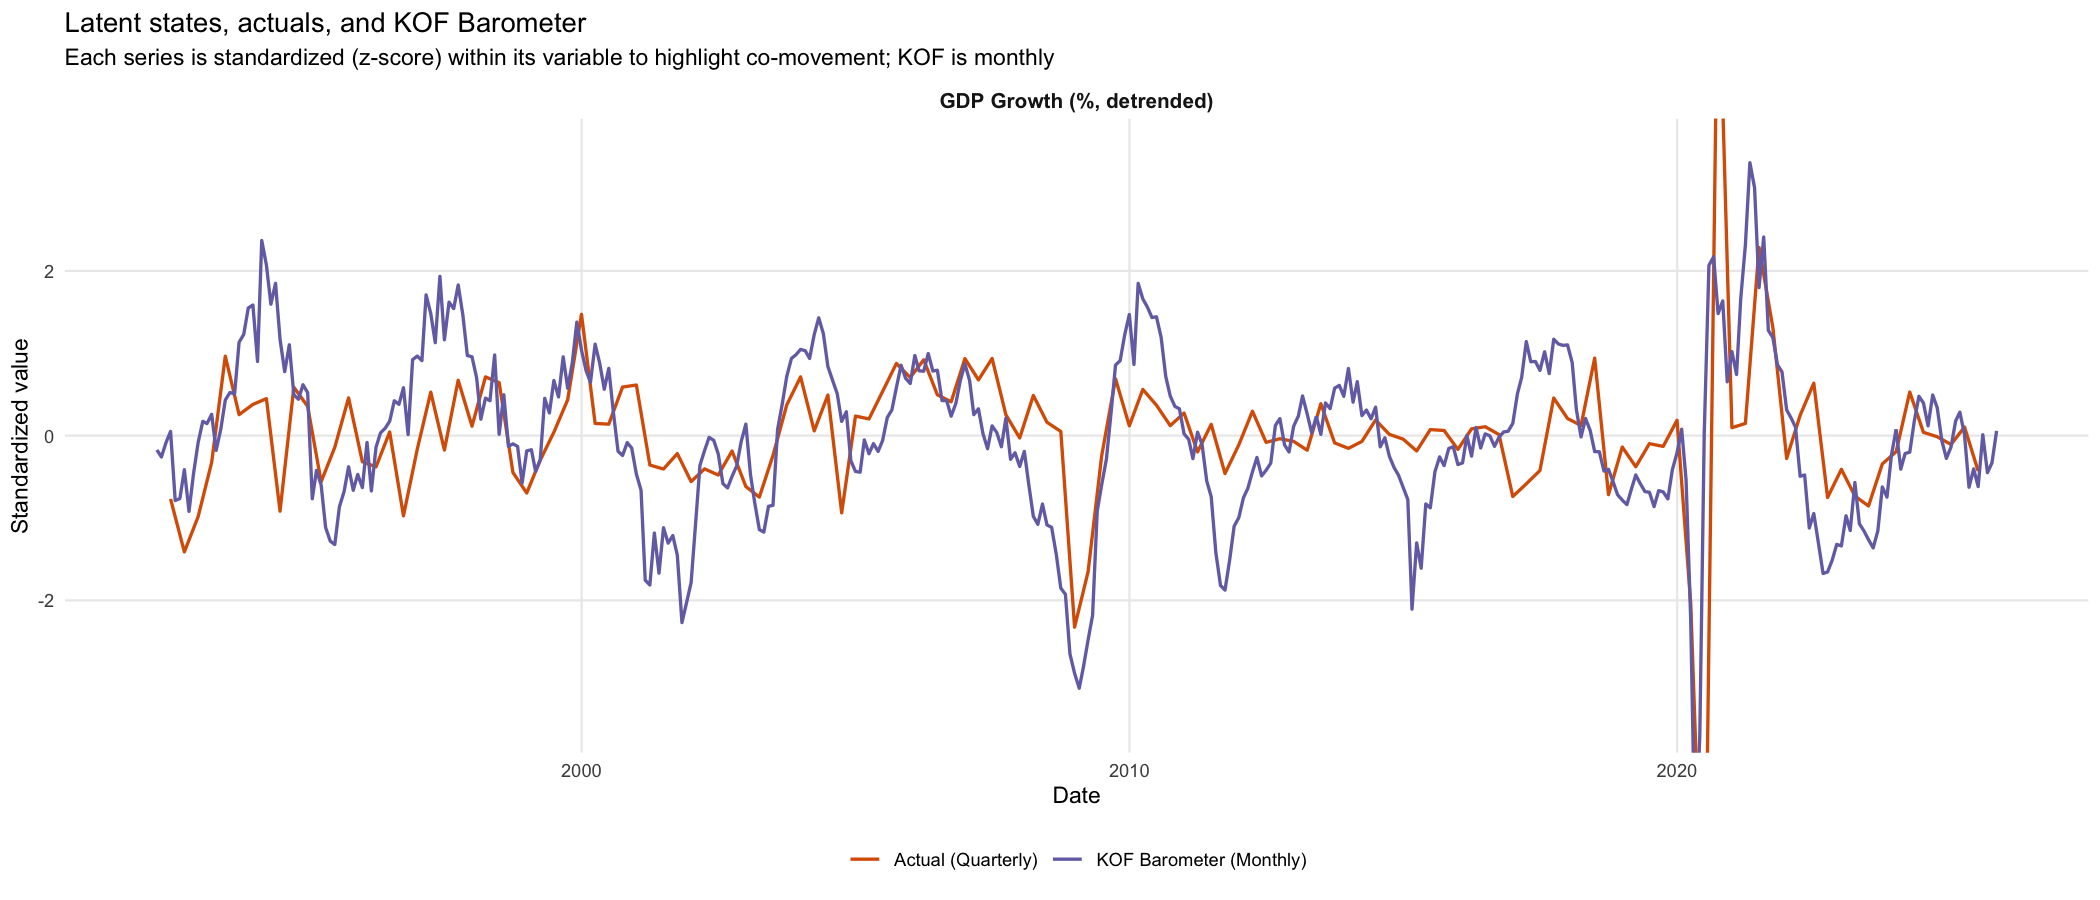 Latent states, actuals, and KOF Barometer
Each series is standardized (z-score) within its variable to highlight co-movement; KOF is monthly
GDP Growth (%, detrended)
Standardized value
2
0
-2
2000
2010
2020
Date
Actual (Quarterly)
KOF Barometer (Monthly)